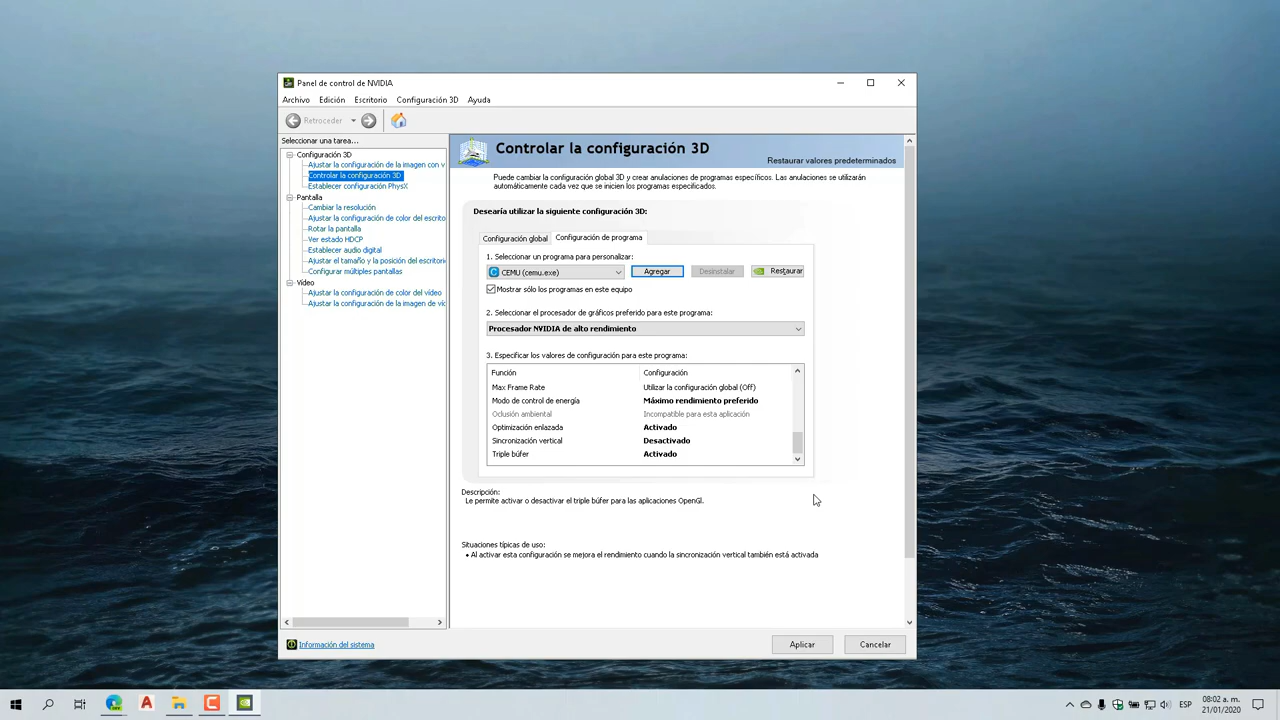 Panel de control de NVIDIA
Archivo Edición Escritorio Configuración 3D Ayuda
Retroceder
Seleccionar una tarea...
Configuración 3D
Ajustar la configuración de la imagen con v
Controlar la configuración 3D
Establecer configuración PhysX
Pantalla
Cambiar la resolución
Ajustar la configuración de color del escrito
Rotar la pantalla
Ver estado HDCP
Establecer audio digital
Ajustar el tamaño y la posición del escritorio
Configurar múltiples pantallas
Vídeo
Ajustar la configuración de color del vídeo
Ajustar la configuración de la imagen de víd
Información del sistema
Controlar la configuración 3D
Restaurar valores predeterminados
Puede cambiar la configuración global 3D y crear anulaciones de programas específicos. Las anulaciones se utilizarán
automáticamente cada vez que se inicien los programas especificados.
Desearía utilizar la siguiente configuración 3D:
Configuración global Configuración de programa
1. Seleccionar un programa para personalizar:
CEMU (cemu.exe) Agregar Desinstalar Restaurar
Mostrar sólo los programas en este equipo
2. Seleccionar el procesador de gráficos preferido para este programa:
Procesador NVIDIA de alto rendimiento
3. Especificar los valores de configuración para este programa:
Función Configuración
Max Frame Rate Utilizar la configuración global (Off)
Modo de control de energía Máximo rendimiento preferido
Oclusión ambiental Incompatible para esta aplicación
Optimización enlazada Activado
Sincronización vertical Desactivado
Triple búfer Activado
Descripción:
Le permite activar o desactivar el triple búfer para las aplicaciones OpenGl.
Situaciones típicas de uso:
• Al activar esta configuración se mejora el rendimiento cuando la sincronización vertical también está activada
Aplicar Cancelar
ESP
08:02 a. m.
21/01/2020